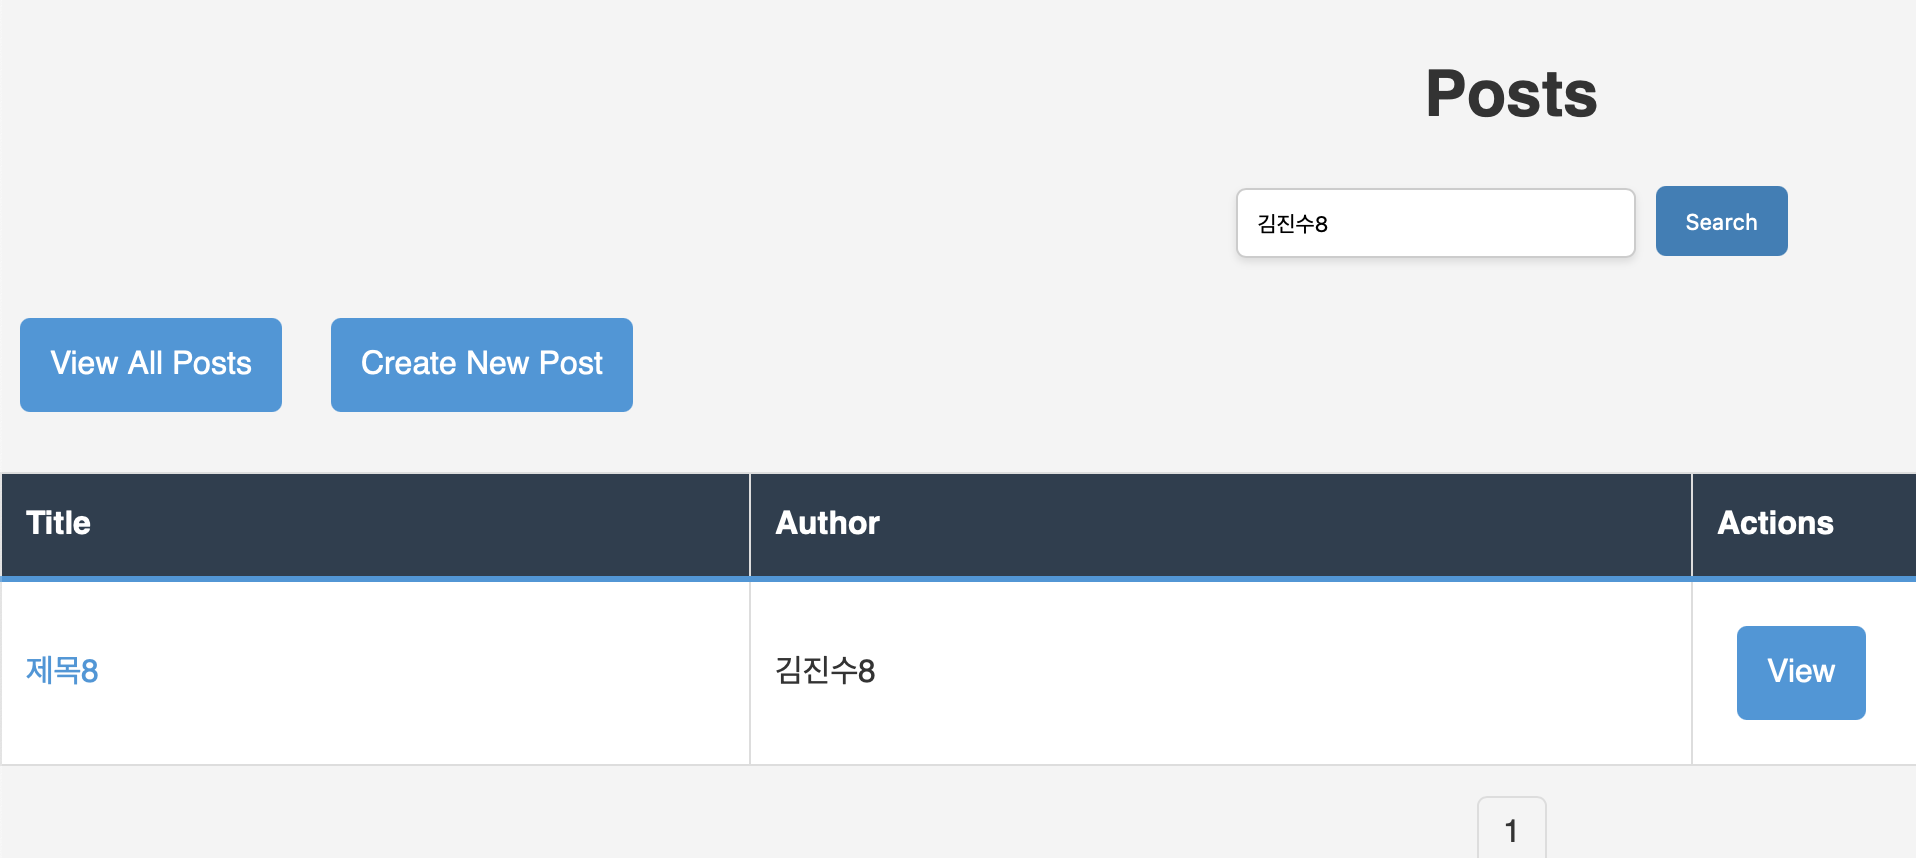 Posts
김진수8 Search
View All Posts Create New Post
Title Author Actions
제목8 김진수8 View
1